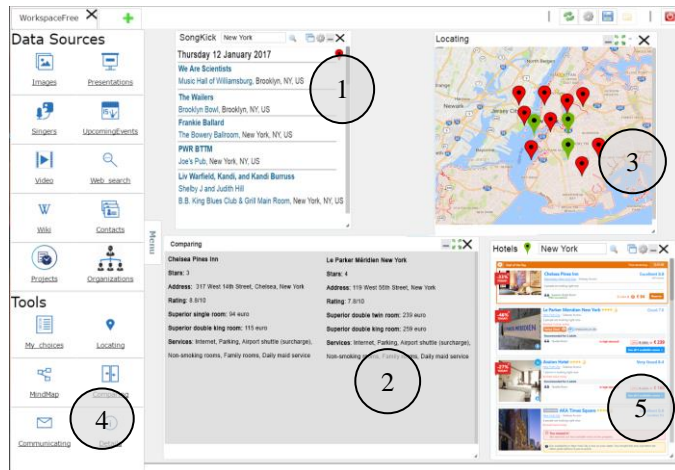 WorkspaceFree
Data Sources
Images
Presentations
Singers
UpcomingEvents
Video
Web search
Wiki
Contacts
Projects
Organizations
Tools
My choices
Locating
MindMap
Comparing
Communicating
4
Menu
SongKick New York
Thursday 12 January 2017
We Are Scientists
Music Hall of Williamsburg, Brooklyn, NY, US
The Wailers
Brooklyn Bowl, Brooklyn, NY, US
Frankie Ballard
The Bowery Ballroom, New York, NY, US
PWR BTTM
Joe's Pub, New York, NY, US
Liv Warfield, Kandi, and Kandi Burruss
Shelby J and Judith Hill
B.B. King Blues Club & Grill Main Room, New York, NY, US
1
Locating
Newark
Jersey City
3
Comparing
Chelsea Pines Inn
Stars: 3
Address: 317 West 14th Street, Chelsea, New York
Rating: 8.8/10
Superior single room: 94 euro
Superior double king room: 115 euro
Services: Internet, Parking, Airport shuttle (surcharge),
Non-smoking rooms, Family rooms, Daily maid service
Le Parker Méridien New York
Stars: 4
Address: 119 West 56th Street, New York
Rating: 7.8/10
Superior double twin room: 239 euro
Superior double king room: 259 euro
Services: Internet, Parking, Airport shuttle (surcharge),
Non-smoking rooms, Family rooms, Daily maid service
2
Hotels New York
Chelsea Pines Inn
Le Parker Méridien New York
5